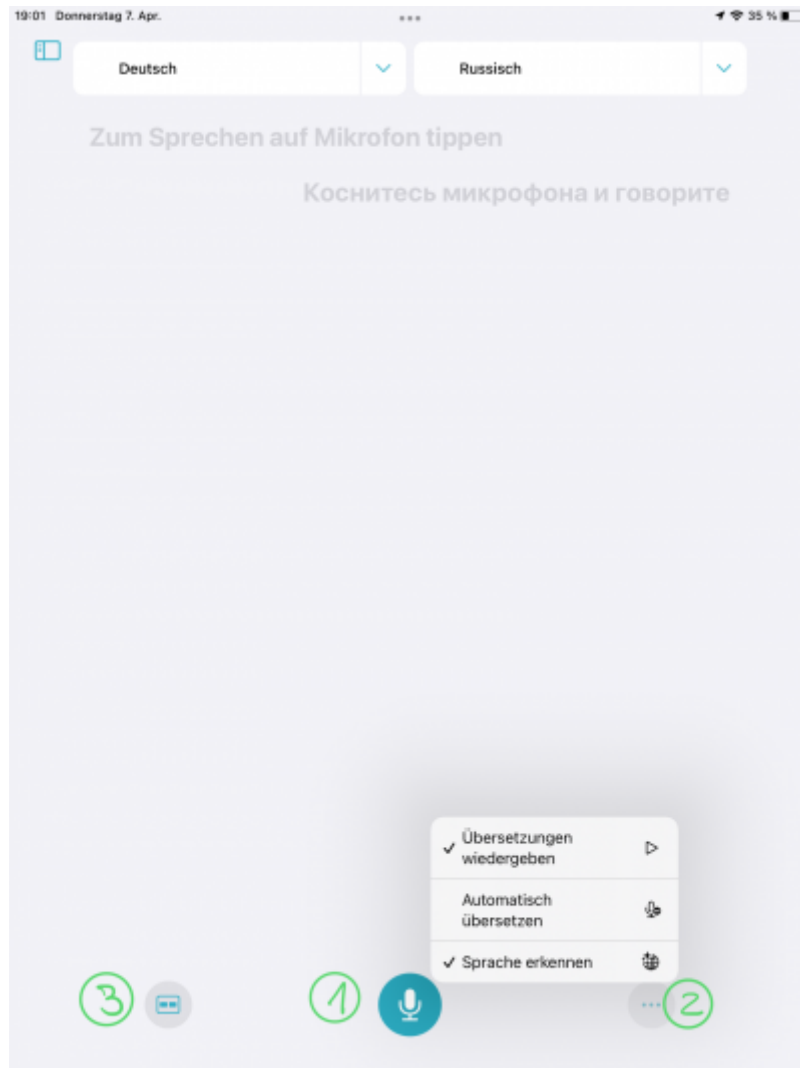 19:01 Donnerstag 7. Apr.
35 %
Deutsch
Russisch
Zum Sprechen auf Mikrofon tippen
Коснитесь микрофона и говорите
Übersetzungen
wiedergeben
Automatisch
übersetzen
Sprache erkennen
3
1
2